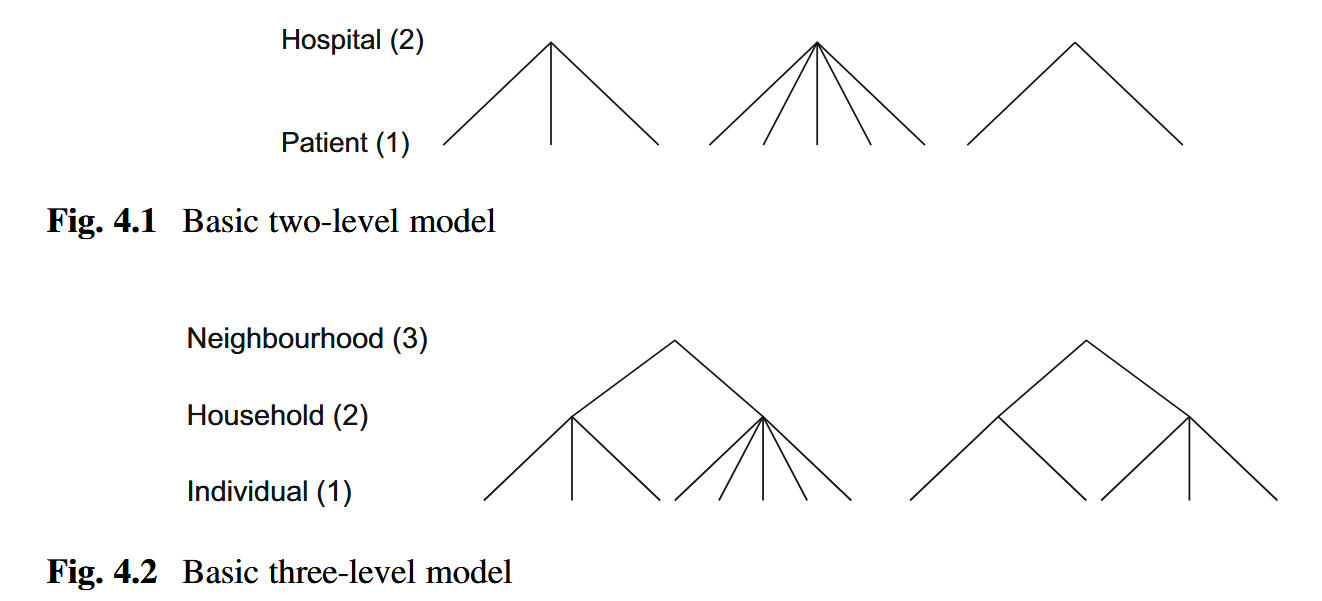 Hospital (2)
Patient (1)
Fig. 4.1 Basic two-level model
Neighbourhood (3)
Household (2)
Individual (1)
Fig. 4.2 Basic three-level model